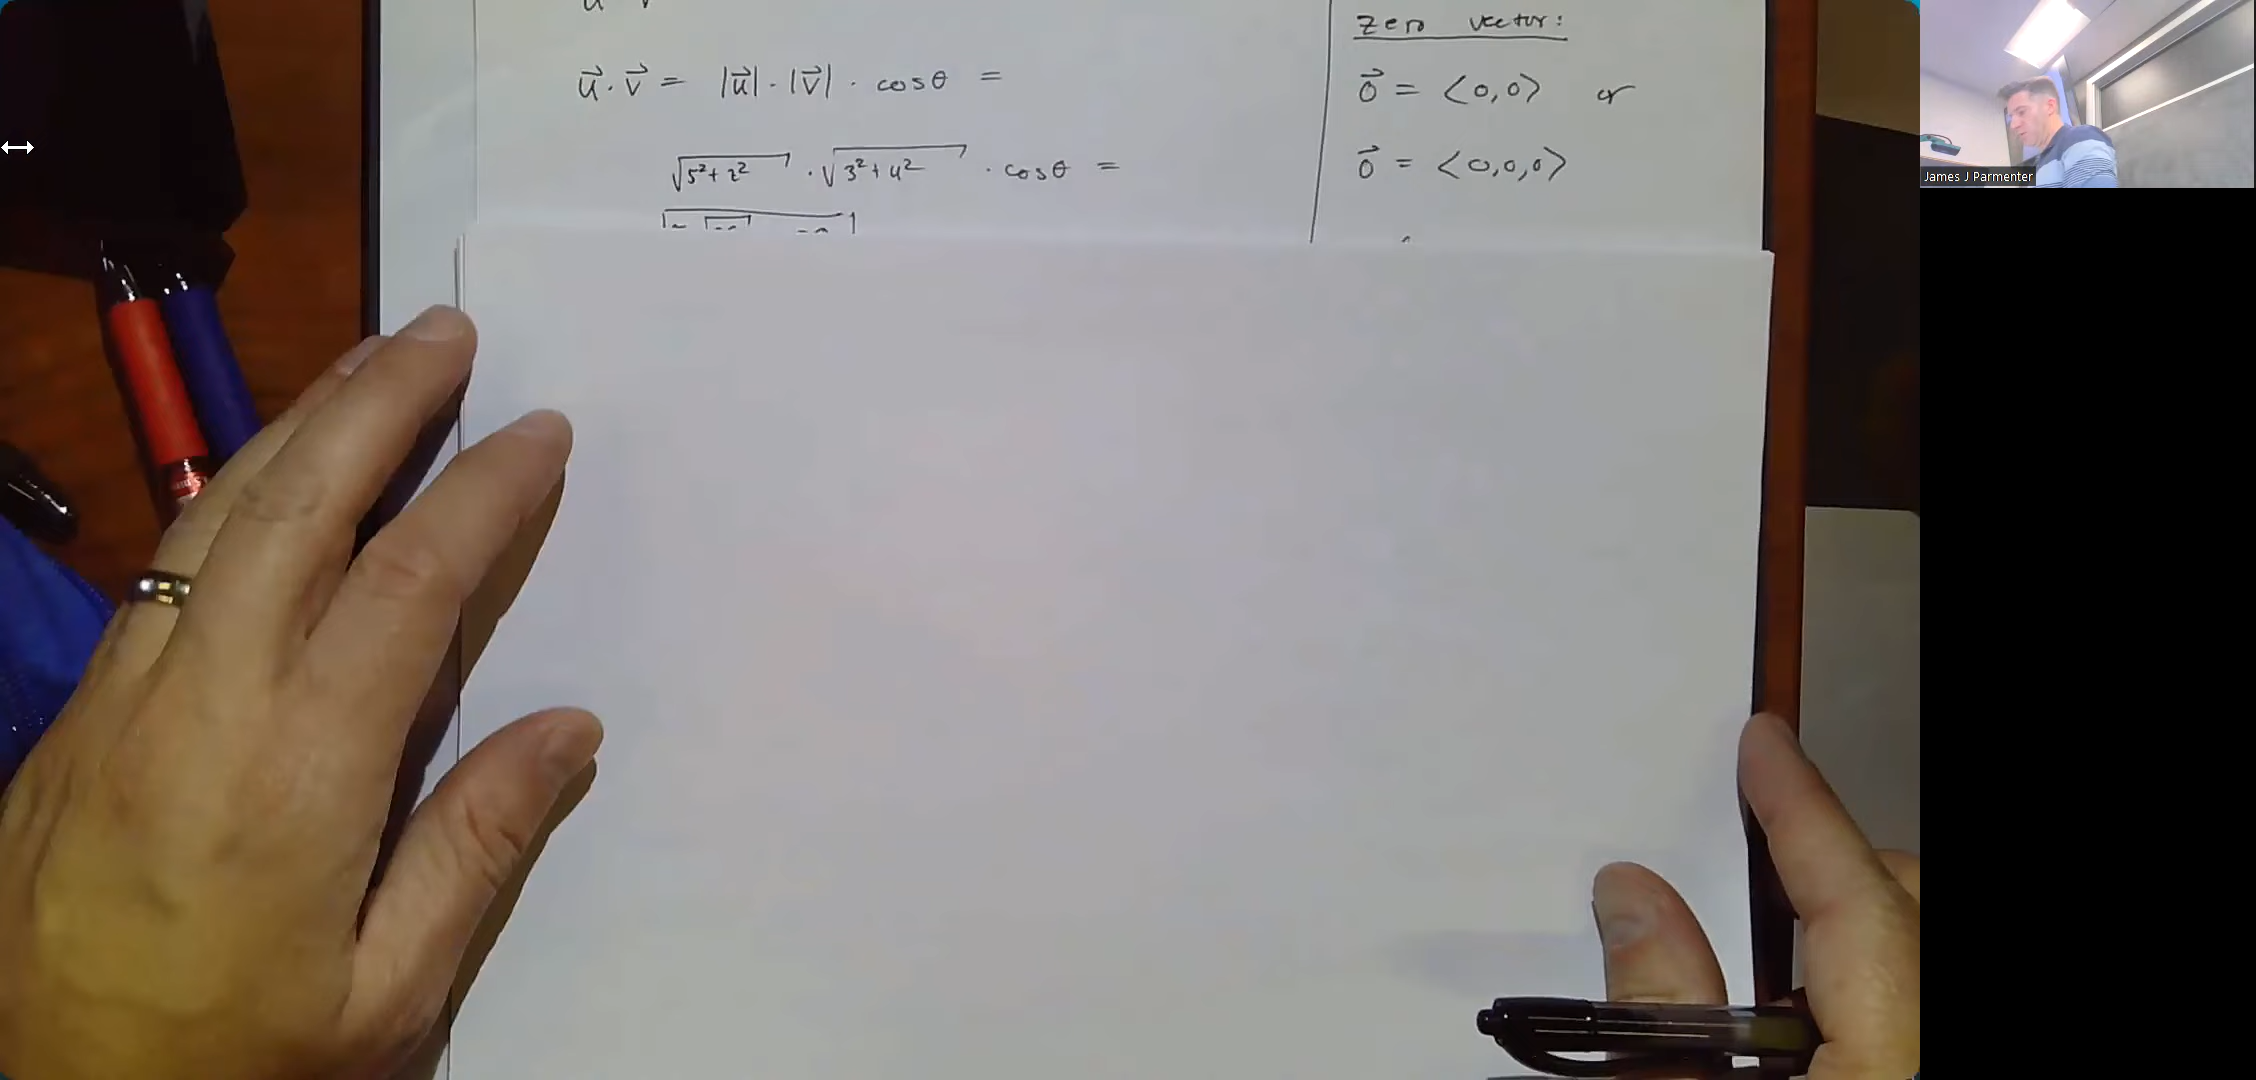 u⃗·v⃗ = |u⃗|·|v⃗|·cosθ =
√5²+2² · √3²+4² · cosθ =
zero vector:
0⃗ = <0,0> or
0⃗ = <0,0,0>
James J Parmenter